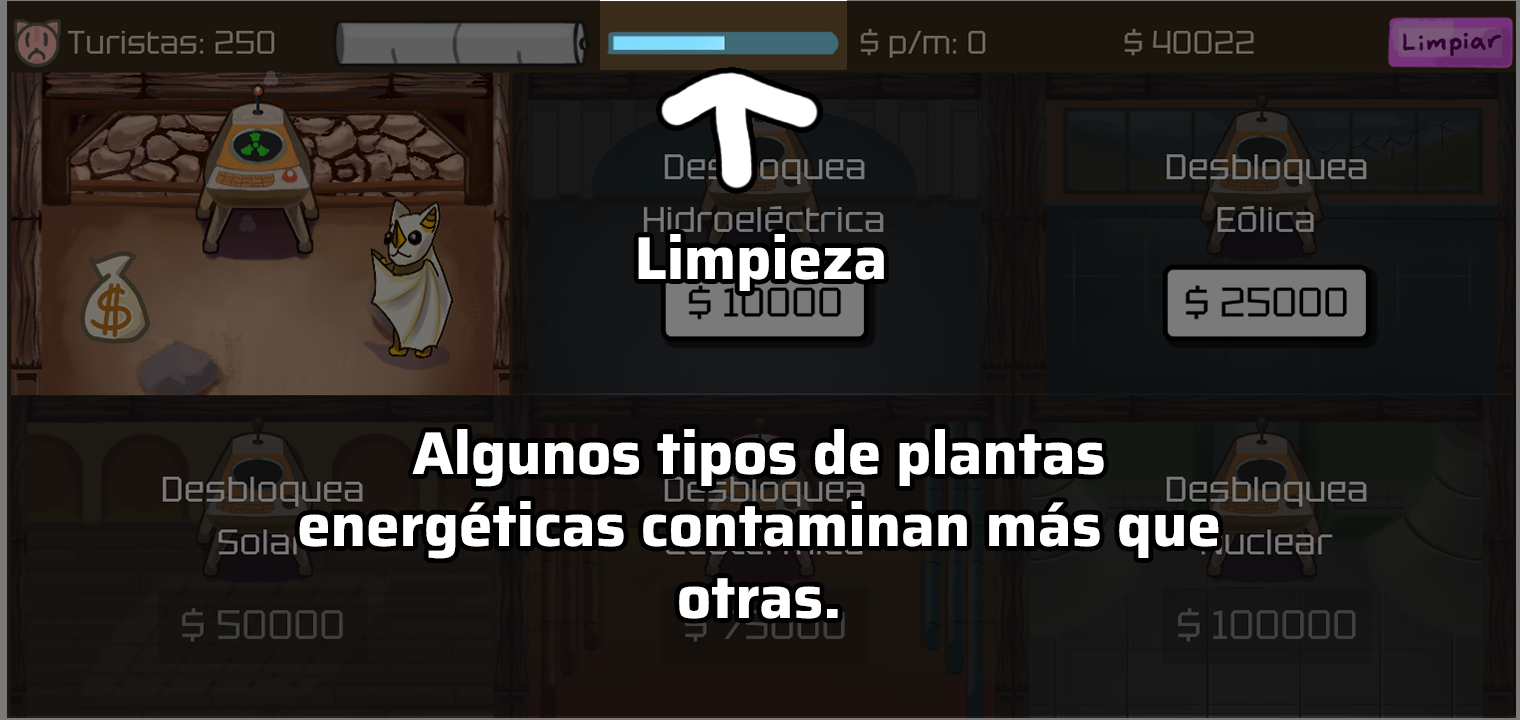 Turistas: 250
$ p/m: 0
$ 40022
Limpiar
Desbloquea
Hidroeléctrica
$ 10000
Desbloquea
Eólica
$ 25000
Limpieza
Algunos tipos de plantas
energéticas contaminan más que
otras.
Desbloquea
Solar
$ 50000
Desbloquea
Geotérmica
$ 75000
Desbloquea
Nuclear
$ 100000